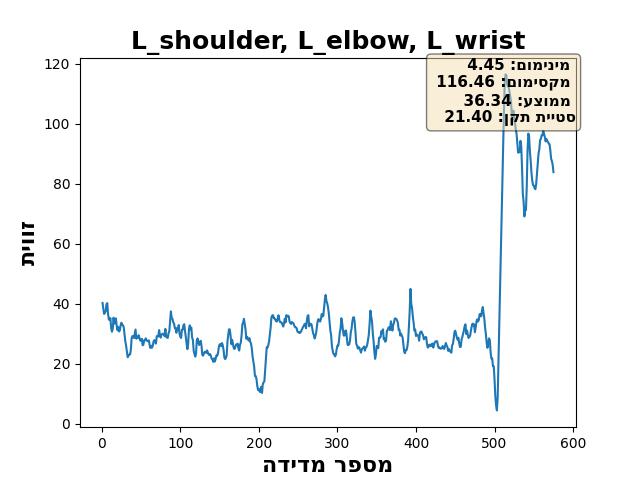 L_shoulder, L_elbow, L_wrist
מינימום: 4.45
מקסימום: 116.46
ממוצע: 36.34
סטיית תקן: 21.40
זווית
120
100
80
60
40
20
0
0 100 200 300 400 500 600
מספר מדידה